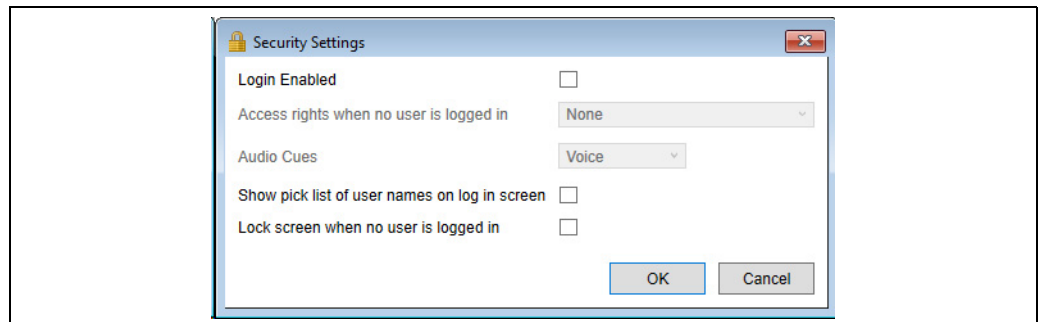 Security Settings
Login Enabled
Access rights when no user is logged in None
Audio Cues Voice
Show pick list of user names on log in screen
Lock screen when no user is logged in
OK Cancel